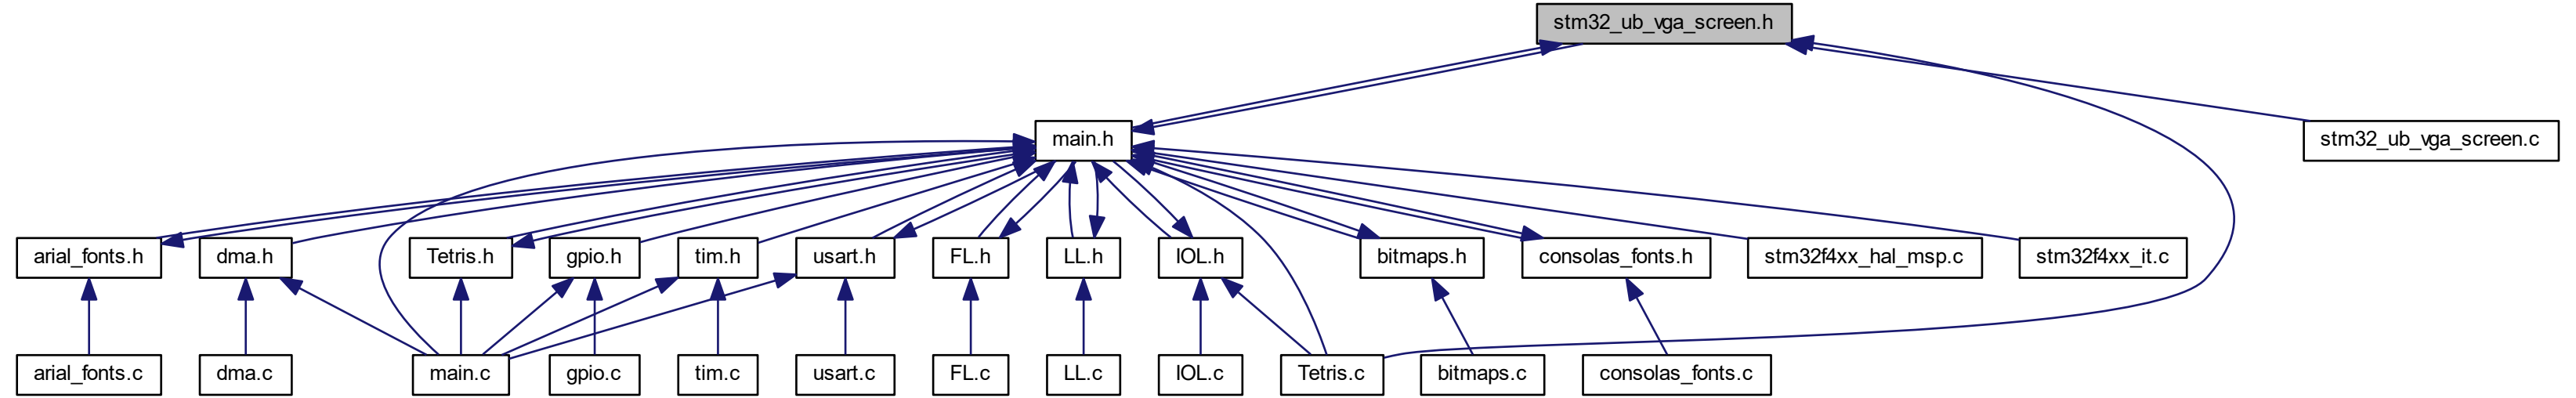 stm32_ub_vga_screen.h
main.h
stm32_ub_vga_screen.c
arial_fonts.h
dma.h
Tetris.h
gpio.h
tim.h
usart.h
FL.h
LL.h
IOL.h
bitmaps.h
consolas_fonts.h
stm32f4xx_hal_msp.c
stm32f4xx_it.c
arial_fonts.c
dma.c
main.c
gpio.c
tim.c
usart.c
FL.c
LL.c
IOL.c
Tetris.c
bitmaps.c
consolas_fonts.c